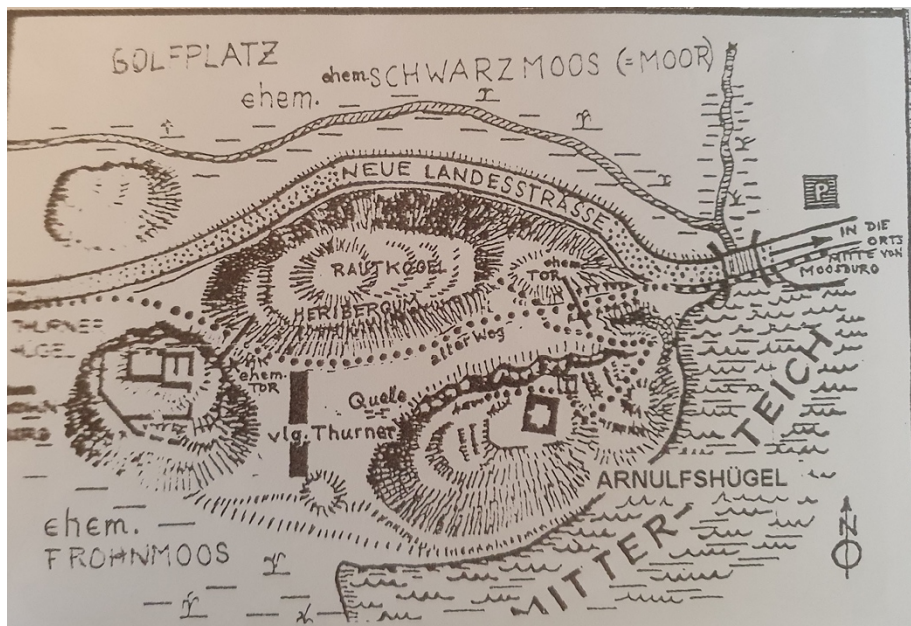 GOLFPLATZ
ehem. SCHWARZMOOS (=MOOR)
ehem.
NEUE LANDESSTRASSE
P
IN DIE
ORTS
MITTE VON
MOOSBURG
RAUTKOGEL
HERIBERGUM
ehem.
TOR
THURNER
HÜGEL
alter Weg
ehem.
TOR
Quelle
vlg. Thurner
ARNULFSHÜGEL
MITTER-
TEICH
ehem.
FROHNMOOS
N